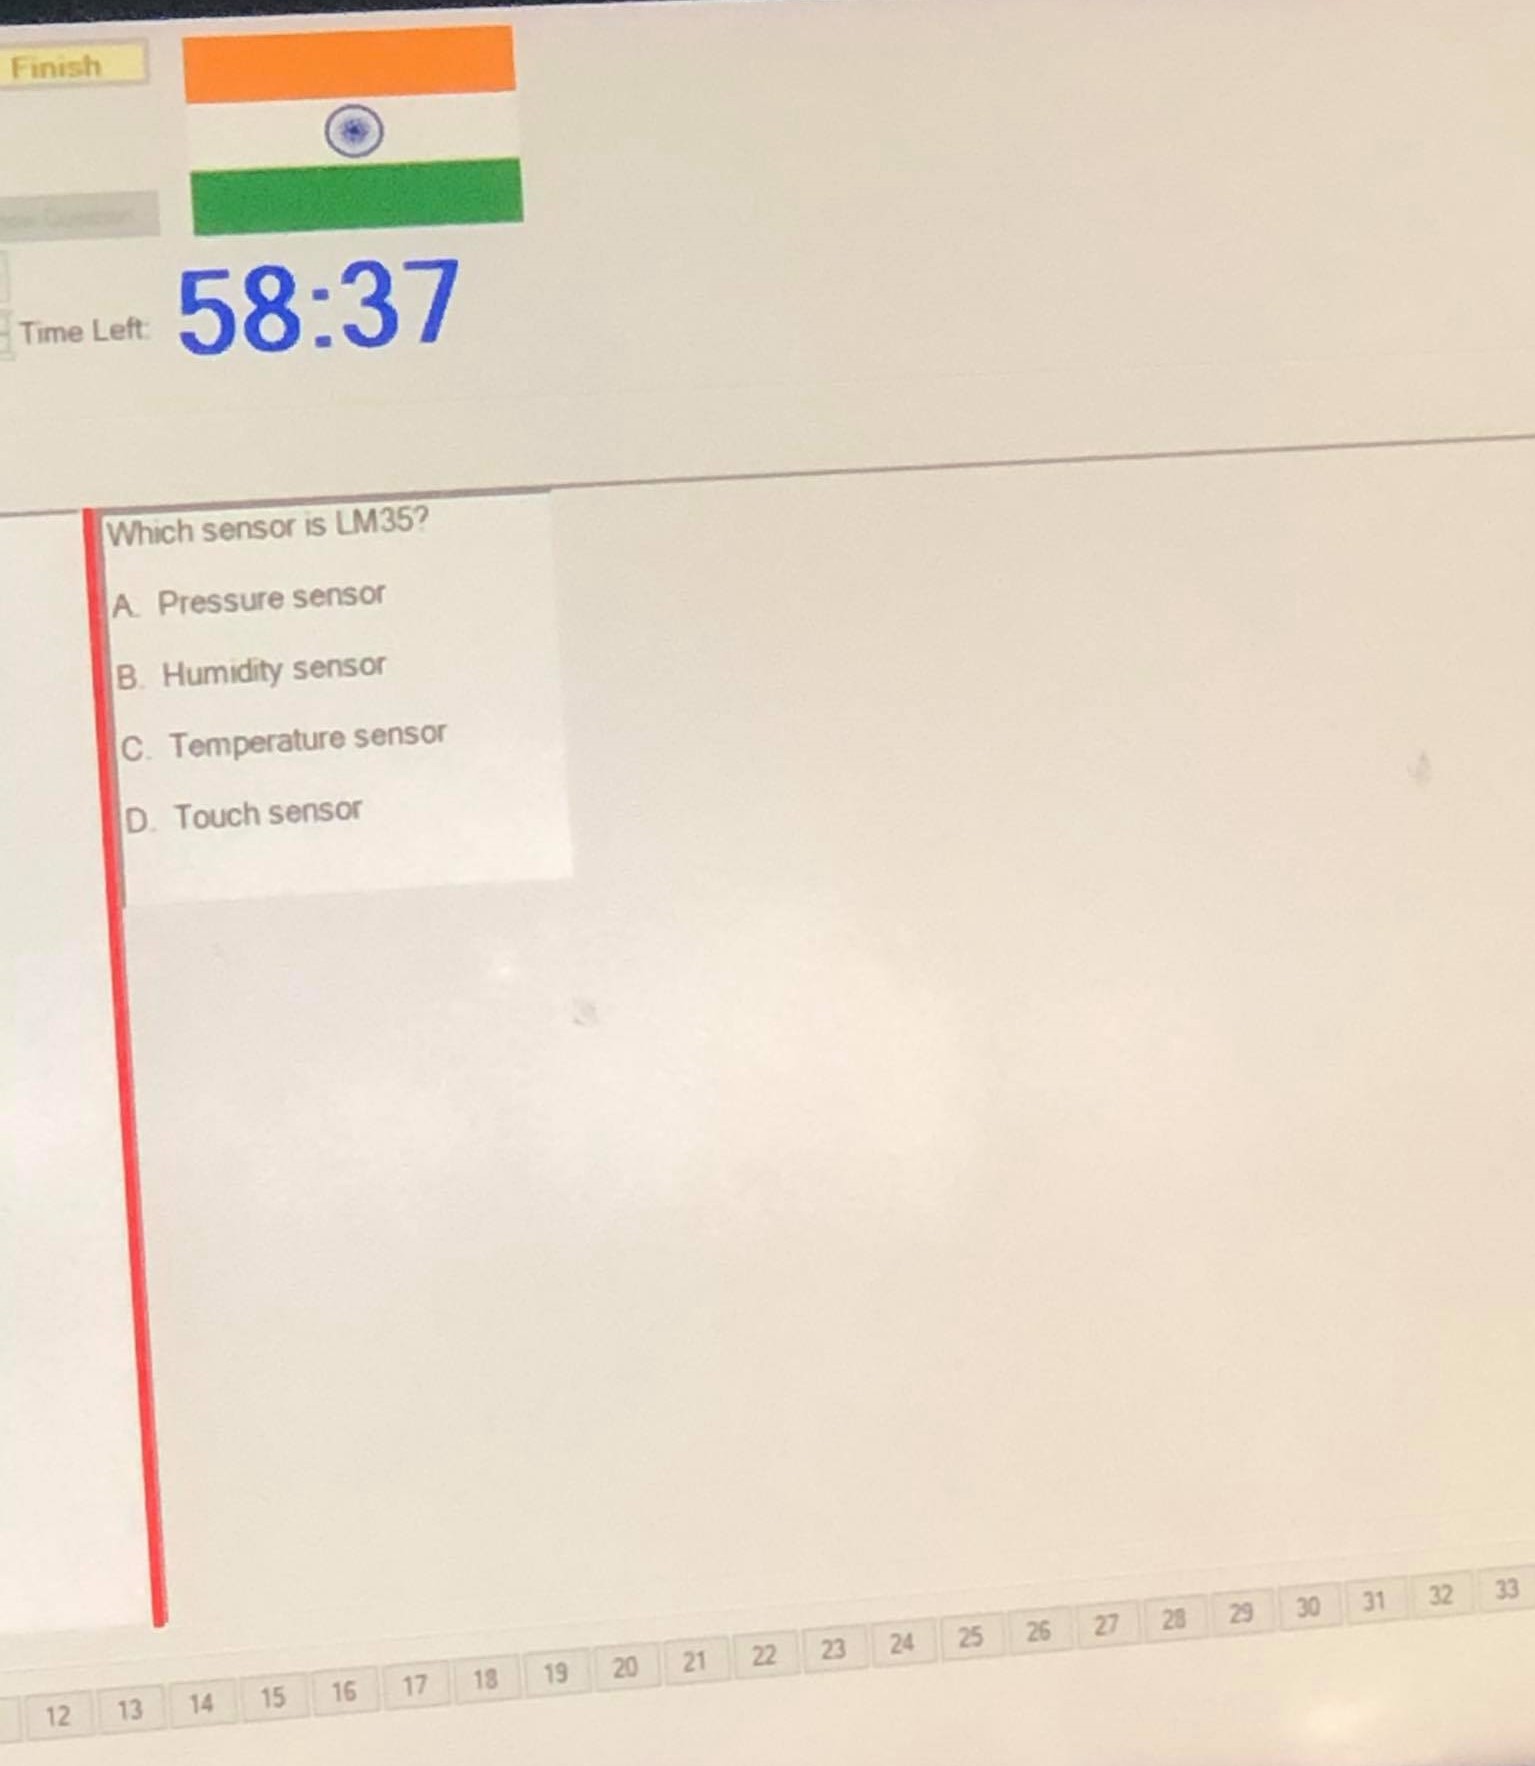 Finish
Time Left: 58:37
Which sensor is LM35?
A. Pressure sensor
B. Humidity sensor
C. Temperature sensor
D. Touch sensor
12 13 14 15 16 17 18 19 20 21 22 23 24 25 26 27 28 29 30 31 32 33